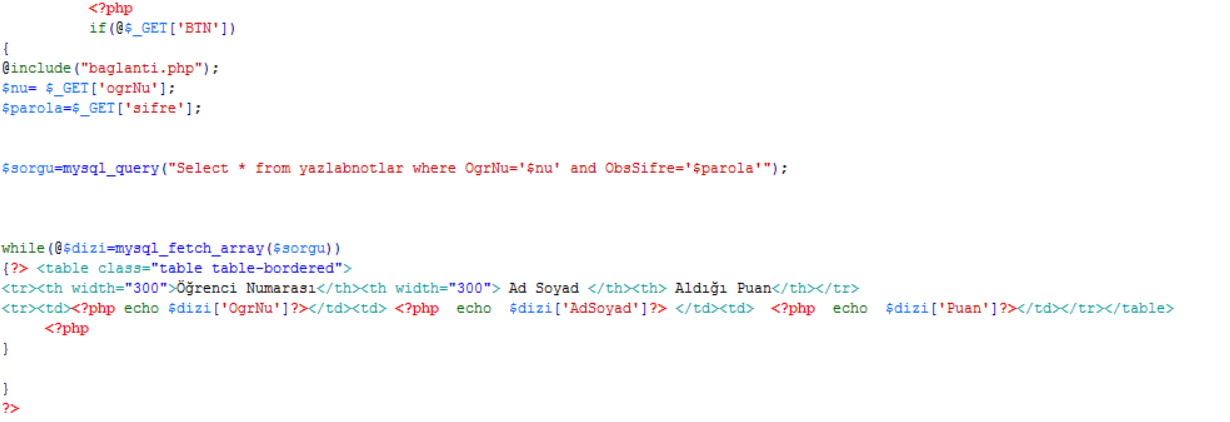 <?php
if(@$_GET['BTN'])
{
@include("baglanti.php");
$nu= $_GET['ogrNu'];
$parola=$_GET['sifre'];
$sorgu=mysql_query("Select * from yazlabnotlar where OgrNu='$nu' and ObsSifre='$parola'");
while(@$dizi=mysql_fetch_array($sorgu))
{?> <table class="table table-bordered">
<tr><th width="300">Öğrenci Numarası</th><th width="300"> Ad Soyad </th><th> Aldığı Puan</th></tr>
<tr><td><?php echo $dizi['OgrNu']?></td><td> <?php  echo  $dizi['AdSoyad']?> </td><td>  <?php  echo  $dizi['Puan']?></td></tr></table>
<?php
}
}
?>